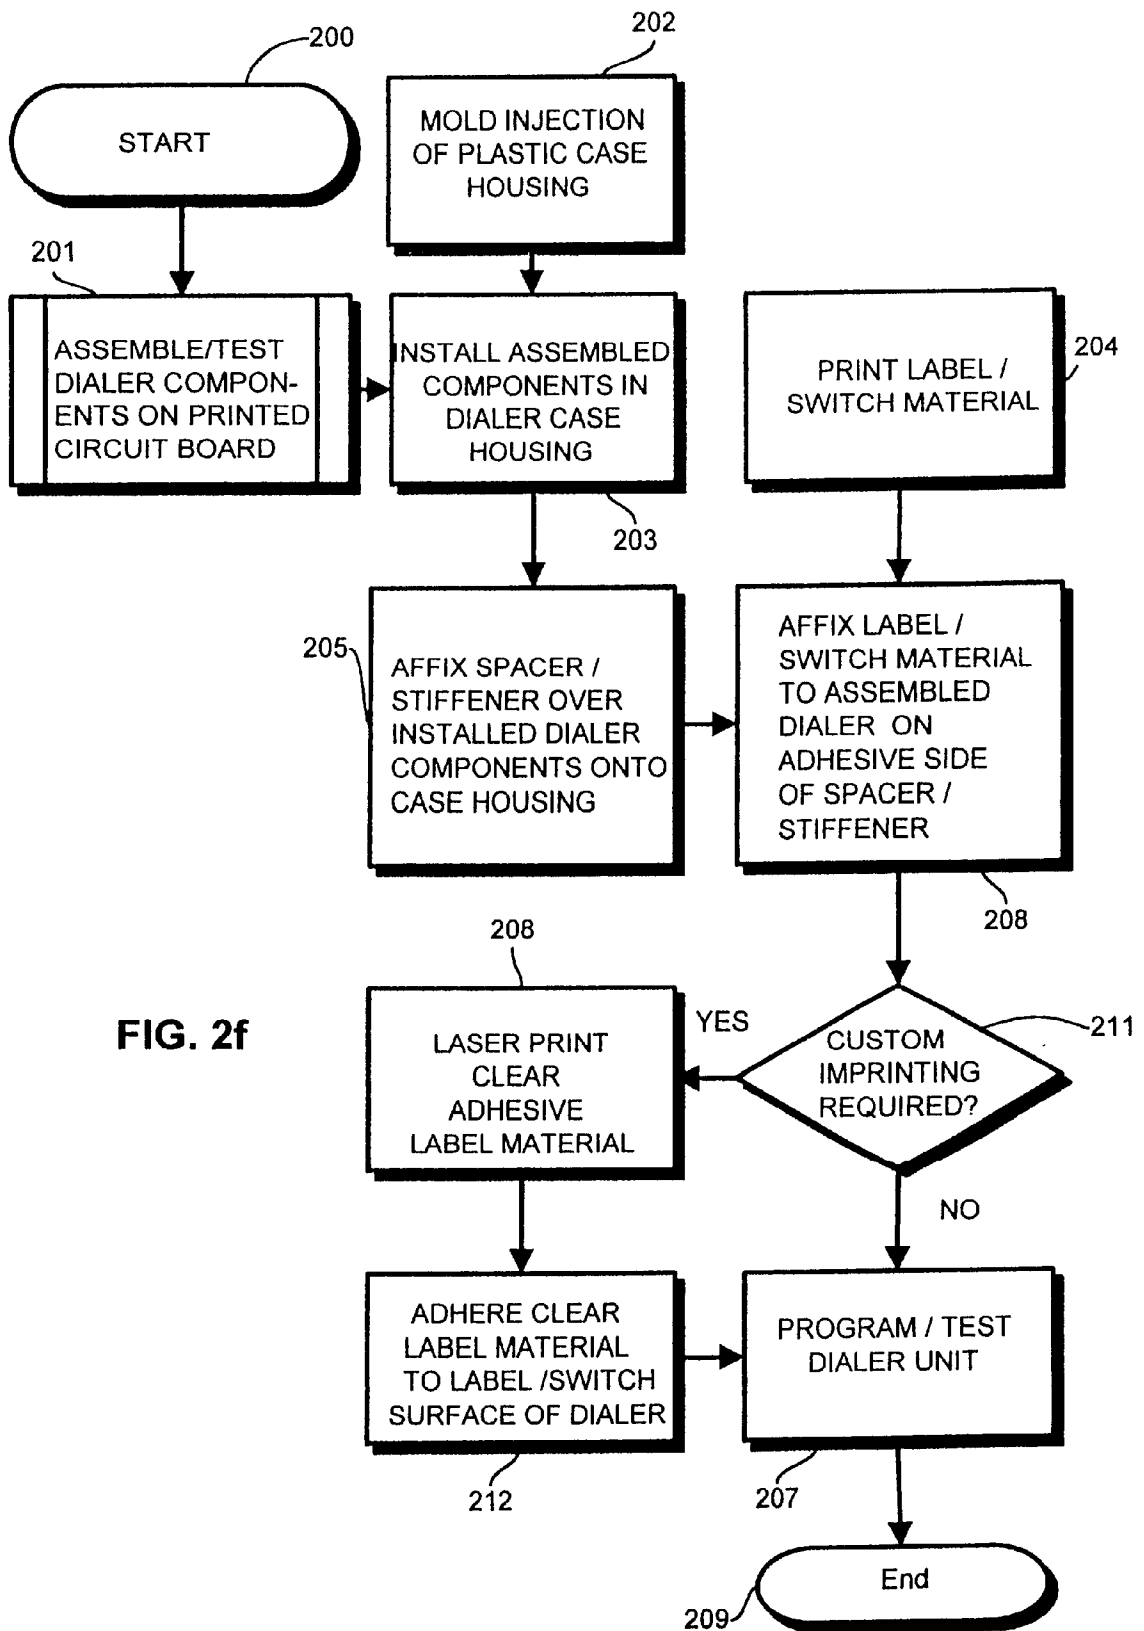 200
START
202
MOLD INJECTION
OF PLASTIC CASE
HOUSING
201
ASSEMBLE/TEST
DIALER COMPON-
ENTS ON PRINTED
CIRCUIT BOARD
INSTALL ASSEMBLED
COMPONENTS IN
DIALER CASE
HOUSING
203
PRINT LABEL /
SWITCH MATERIAL
204
205
AFFIX SPACER /
STIFFENER OVER
INSTALLED DIALER
COMPONENTS ONTO
CASE HOUSING
AFFIX LABEL /
SWITCH MATERIAL
TO ASSEMBLED
DIALER ON
ADHESIVE SIDE
OF SPACER /
STIFFENER
208
FIG. 2f
208
LASER PRINT
CLEAR
ADHESIVE
LABEL MATERIAL
YES
CUSTOM
IMPRINTING
REQUIRED?
211
NO
ADHERE CLEAR
LABEL MATERIAL
TO LABEL /SWITCH
SURFACE OF DIALER
212
PROGRAM / TEST
DIALER UNIT
207
End
209